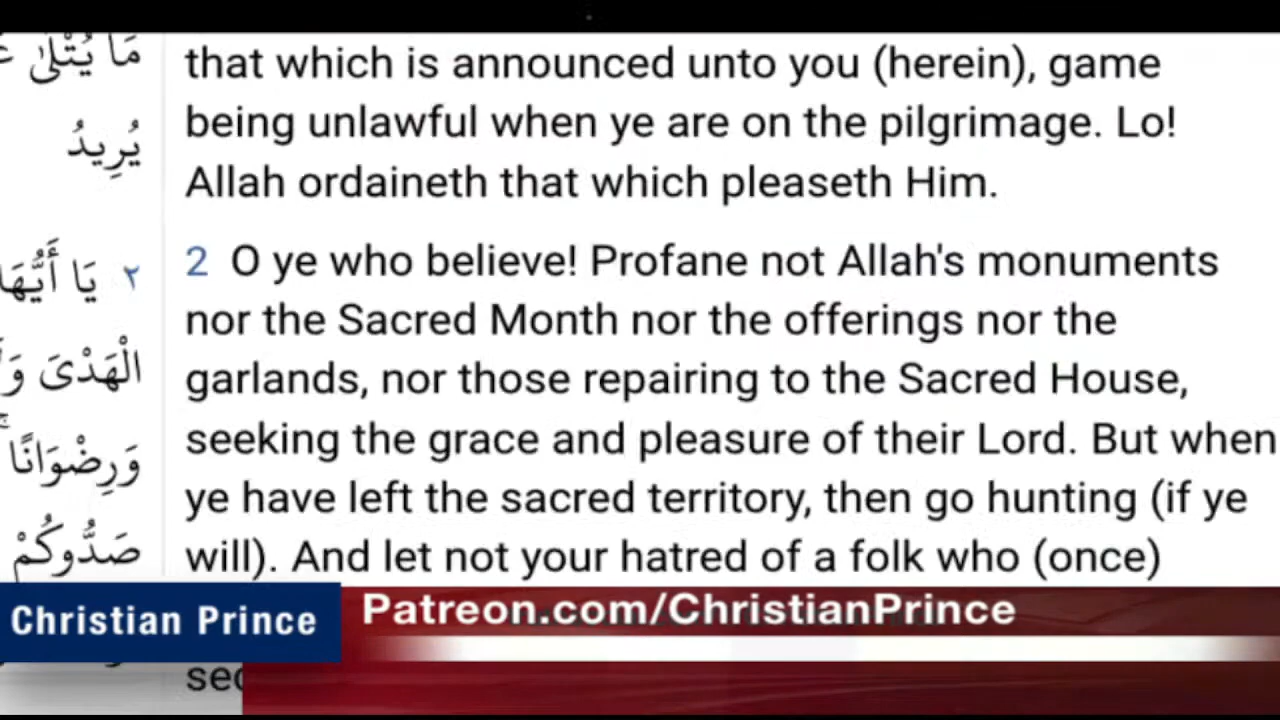 مَا يُتْلَىٰ
that which is announced unto you (herein), game
يُرِيدُ
being unlawful when ye are on the pilgrimage. Lo!
Allah ordaineth that which pleaseth Him.
٢ يَا أَيُّهَا
2 O ye who believe! Profane not Allah's monuments
nor the Sacred Month nor the offerings nor the
الْهَدْىَ
garlands, nor those repairing to the Sacred House,
وَرِضْوَانًا
seeking the grace and pleasure of their Lord. But when
ye have left the sacred territory, then go hunting (if ye
صَدُّوكُمْ
will). And let not your hatred of a folk who (once)
Christian Prince
Patreon.com/ChristianPrince